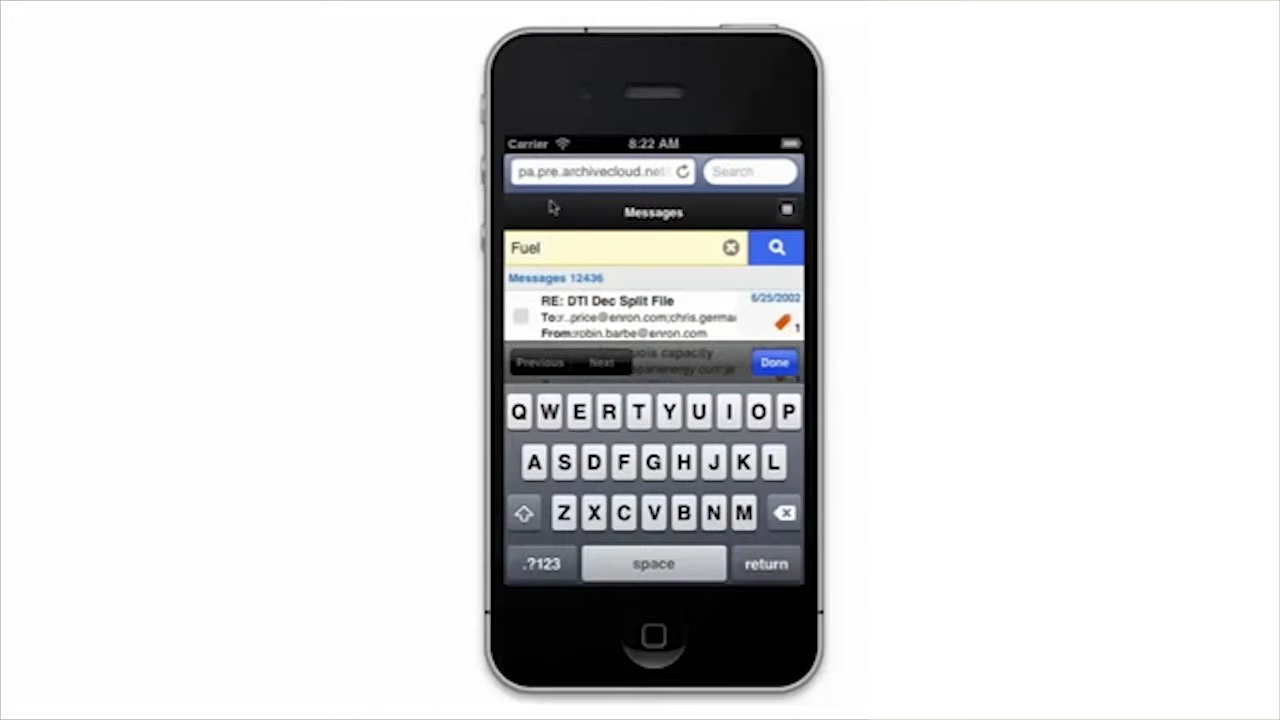 Carrier 8:22 AM
pa.pre.archivecloud.net Search
Messages
Fuel
Messages 12436
RE: DTI Dec Split File 6/25/2002
To:r..price@enron.com;chris.germa
From:robin.barbe@enron.com 1
capacity
Previous Next Done
Q W E R T Y U I O P
A S D F G H J K L
Z X C V B N M
.?123 space return